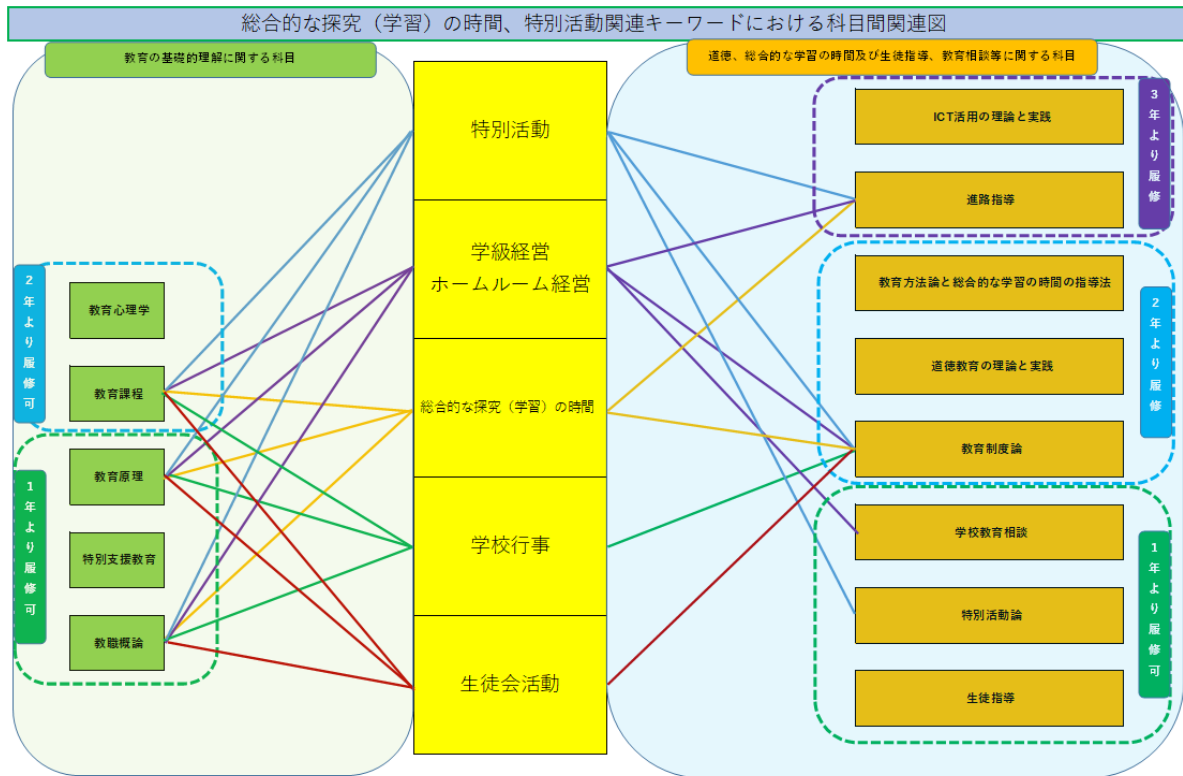 総合的な探究（学習）の時間、特別活動関連キーワードにおける科目間関連図
教育の基礎的理解に関する科目
道徳、総合的な学習の時間及び生徒指導、教育相談等に関する科目
2年より履修可
教育心理学
教育課程
1年より履修可
教育原理
特別支援教育
教職概論
特別活動
学級経営
ホームルーム経営
総合的な探究（学習）の時間
学校行事
生徒会活動
ICT活用の理論と実践
進路指導
3年より履修
教育方法論と総合的な学習の時間の指導法
道徳教育の理論と実践
教育制度論
2年より履修
学校教育相談
特別活動論
生徒指導
1年より履修可